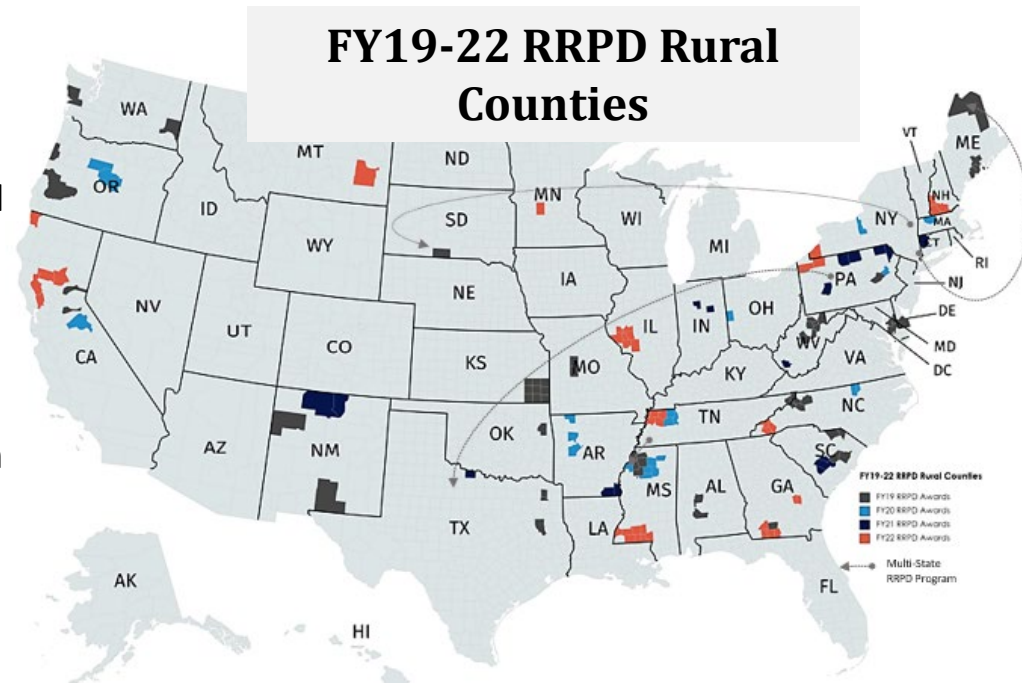 FY19-22 RRPD Rural
Counties
WA
MT
ND
MN
VT
ME
OR
ID
SD
WI
NY
NH
MA
CT
RI
WY
MI
IA
NE
PA
NJ
NV
UT
CO
IL
IN
OH
DE
CA
KS
MO
WV
VA
MD
DC
KY
NC
AZ
NM
OK
AR
TN
SC
MS
AL
GA
TX
LA
FL
AK
HI
FY19-22 RRPD Rural Counties
FY19 RRPD Awards
FY20 RRPD Awards
FY21 RRPD Awards
FY22 RRPD Awards
Multi-State
RRPD Program